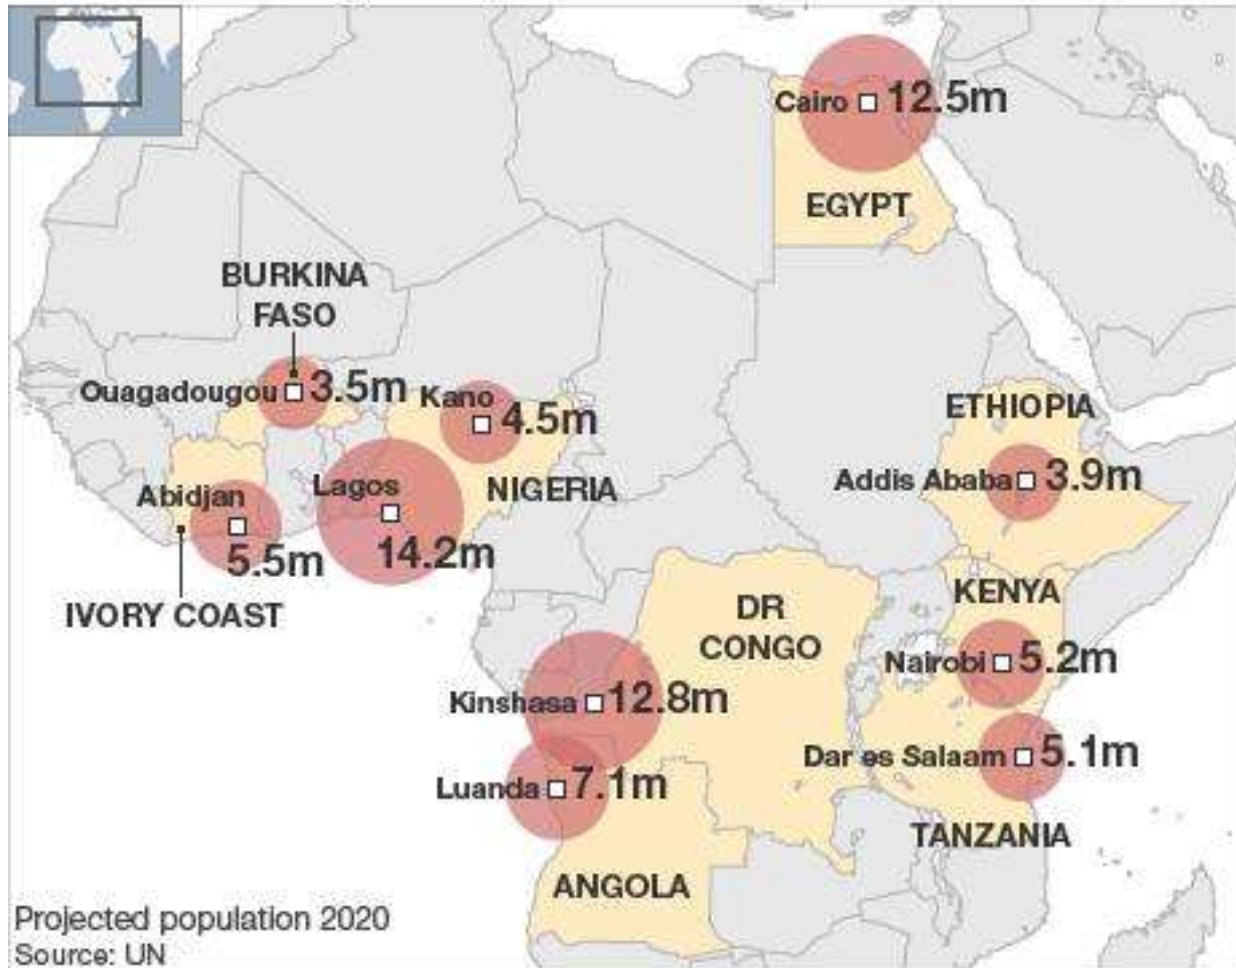 Cairo 12.5m
EGYPT
BURKINA
FASO
Ouagadougou 3.5m
Kano
4.5m
NIGERIA
Lagos
14.2m
Abidjan
5.5m
IVORY COAST
ETHIOPIA
Addis Ababa 3.9m
KENYA
Nairobi 5.2m
DR
CONGO
Kinshasa 12.8m
Dar es Salaam 5.1m
TANZANIA
Luanda 7.1m
ANGOLA
Projected population 2020
Source: UN